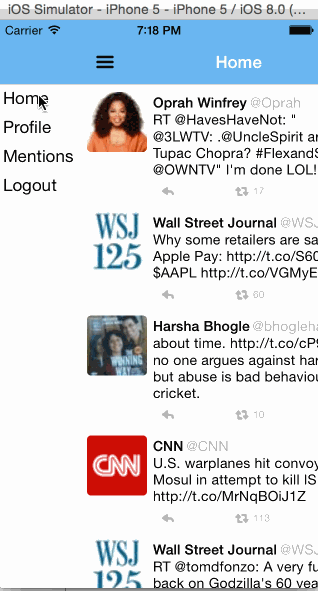 iOS Simulator - iPhone 5 - iPhone 5 / iOS 8.0 (...
Carrier 7:18 PM
Home
Home
Profile
Mentions
Logout
Oprah Winfrey @Oprah
RT @HavesHaveNot: "
@3LWTV: .@UncleSpirit ar
Tupac Chopra? #FlexandS
@OWNTV" I'm done LOL!
17
WSJ
125
Wall Street Journal @WSJ
Why some retailers are sa
Apple Pay: http://t.co/S60
$AAPL http://t.co/VGMyE
60
WINNING
Harsha Bhogle @bhogleha
about time. http://t.co/cP9
no one argues against har
but abuse is bad behaviou
cricket.
10
CNN
CNN @CNN
U.S. warplanes hit convoy
Mosul in attempt to kill IS
http://t.co/MrNqBOiJ1Z
113
WSJ
125
Wall Street Journal @WS
RT @tomdfonzo: A very fu
back on Godzilla's 60 yea